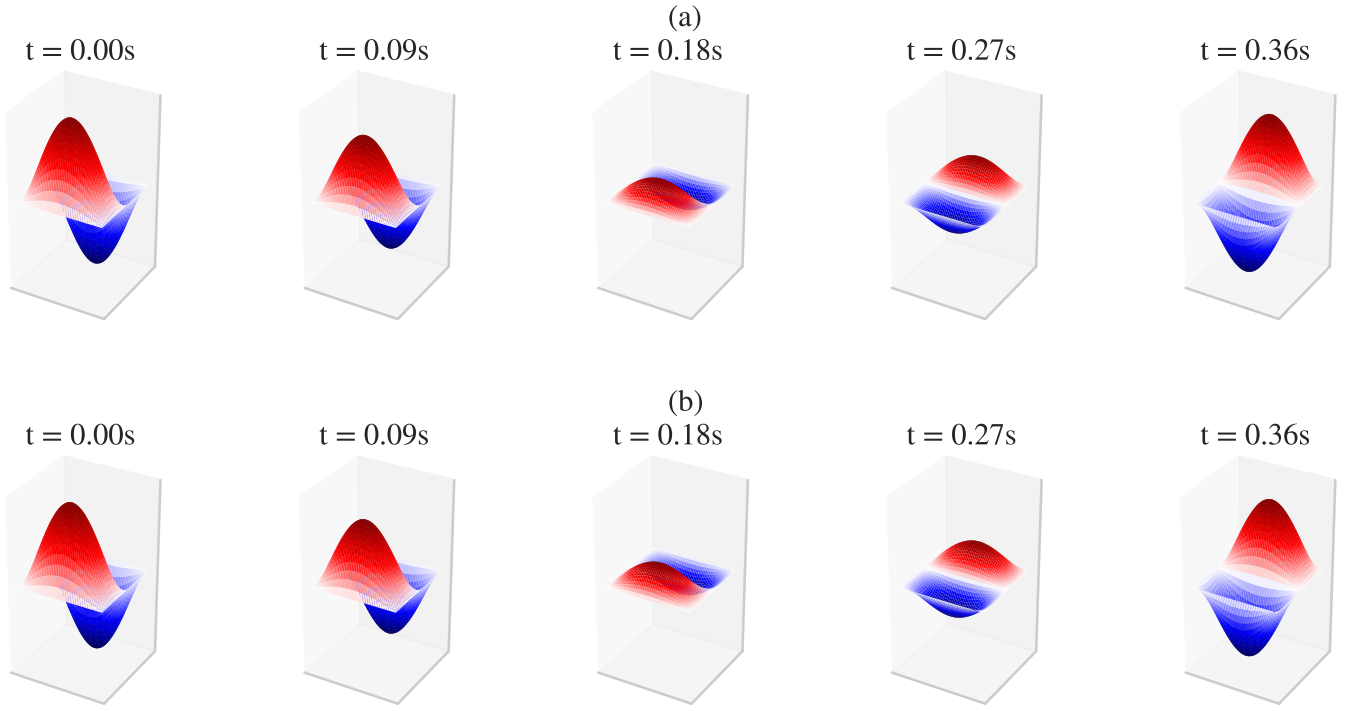 (a)
t = 0.00s
t = 0.09s
t = 0.18s
t = 0.27s
t = 0.36s
(b)
t = 0.00s
t = 0.09s
t = 0.18s
t = 0.27s
t = 0.36s